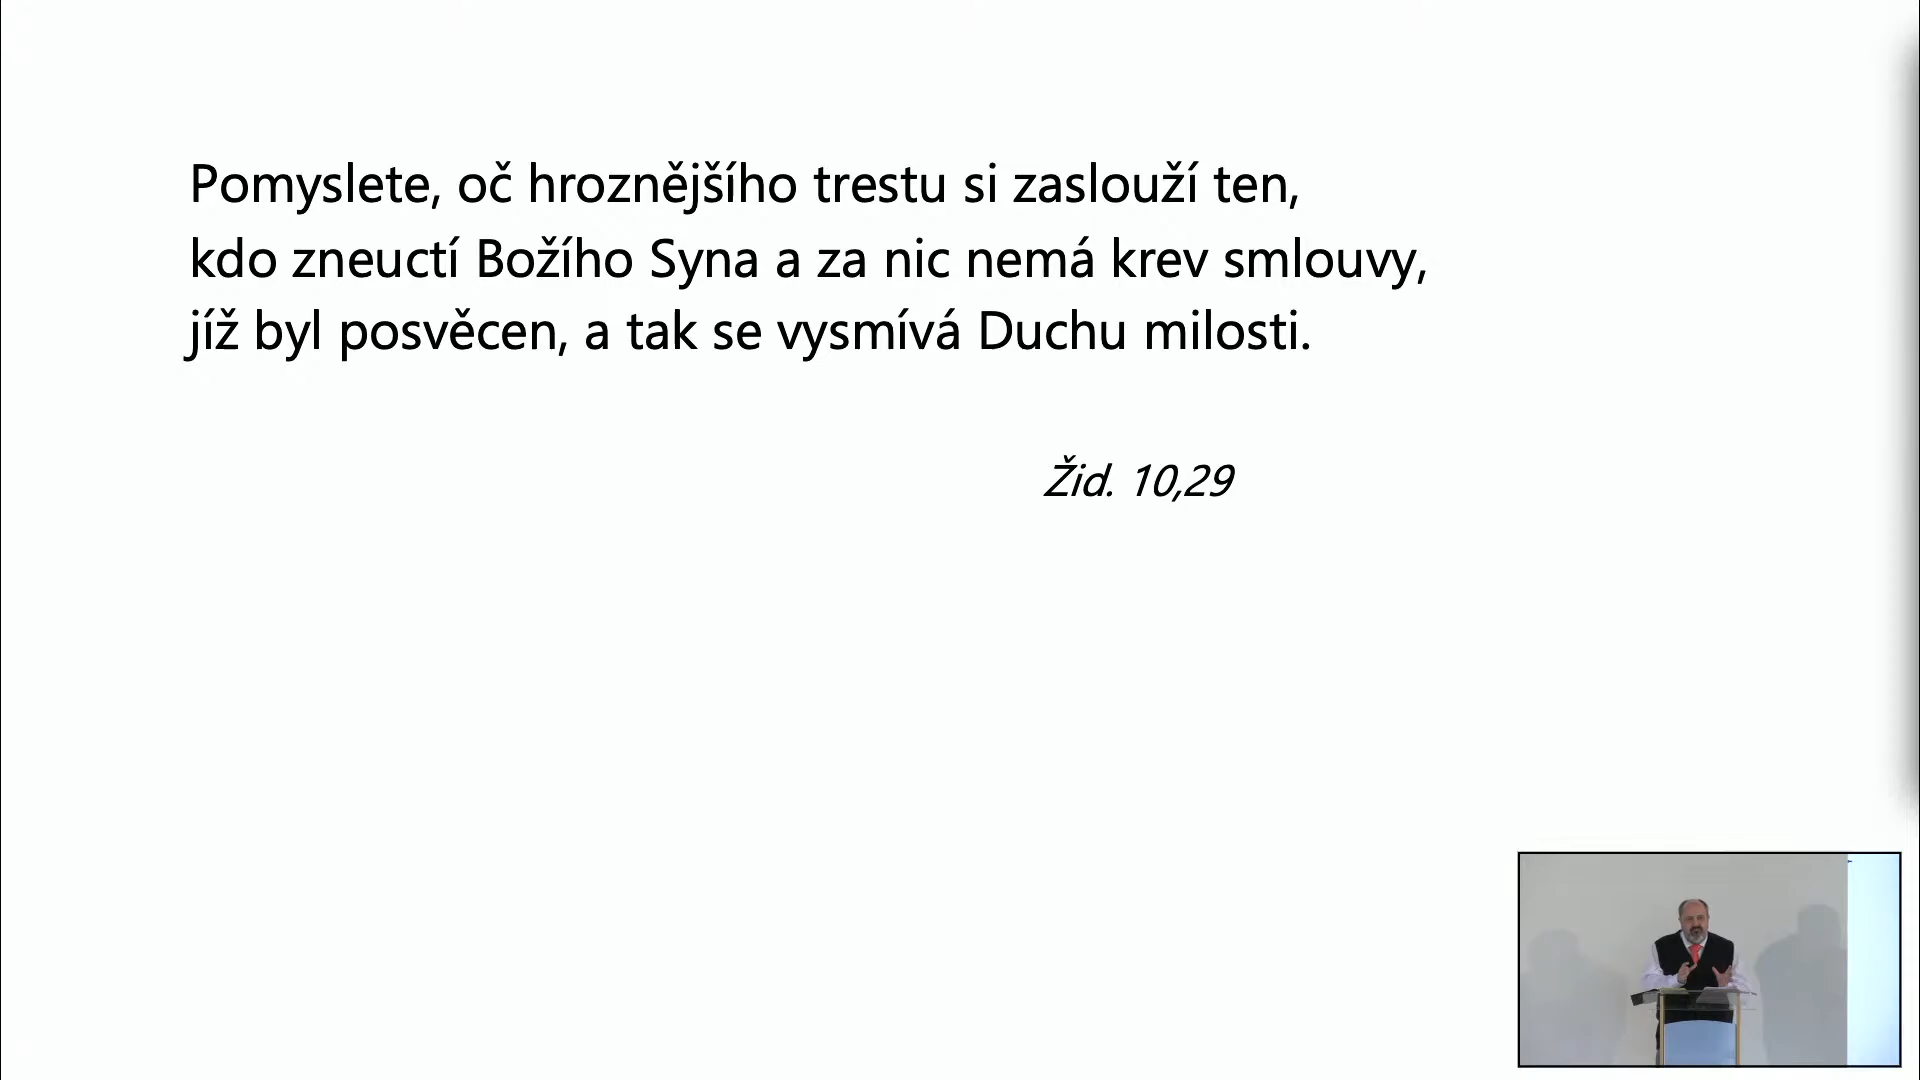 Pomyslete, oč hroznějšího trestu si zaslouží ten,
kdo zneuctí Božího Syna a za nic nemá krev smlouvy,
jíž byl posvěcen, a tak se vysmívá Duchu milosti.
Žid. 10,29